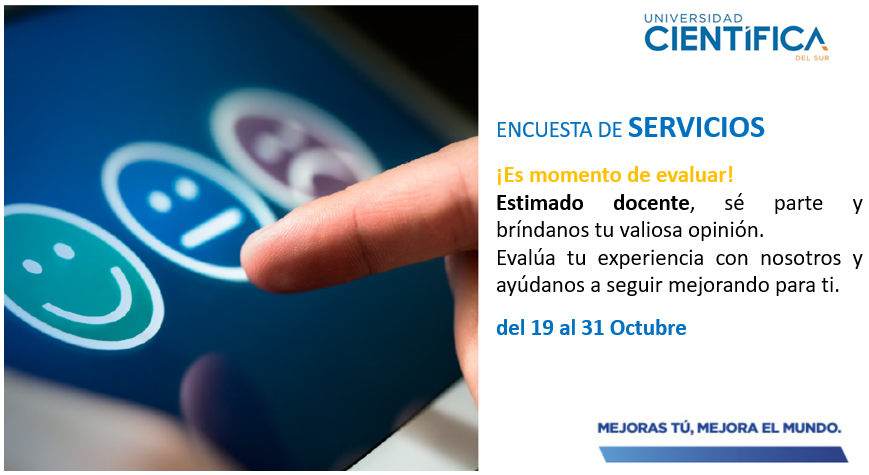 UNIVERSIDAD
CIENTÍFICA
DEL SUR
ENCUESTA DE SERVICIOS
¡Es momento de evaluar!
Estimado docente, sé parte y
bríndanos tu valiosa opinión.
Evalúa tu experiencia con nosotros y
ayúdanos a seguir mejorando para ti.
del 19 al 31 Octubre
MEJORAS TÚ, MEJORA EL MUNDO.